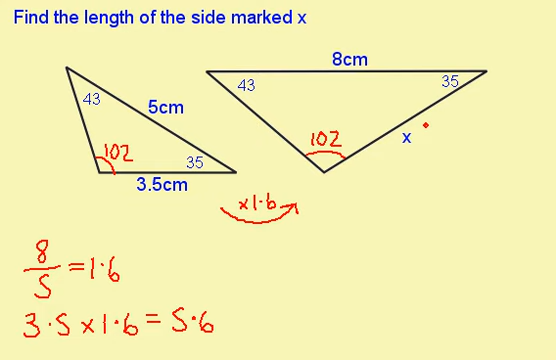 Find the length of the side marked x
8cm
43
43
35
5cm
102
102
x
35
3.5cm
×1·6
8/5 = 1·6
3·5 × 1·6 = 5·6